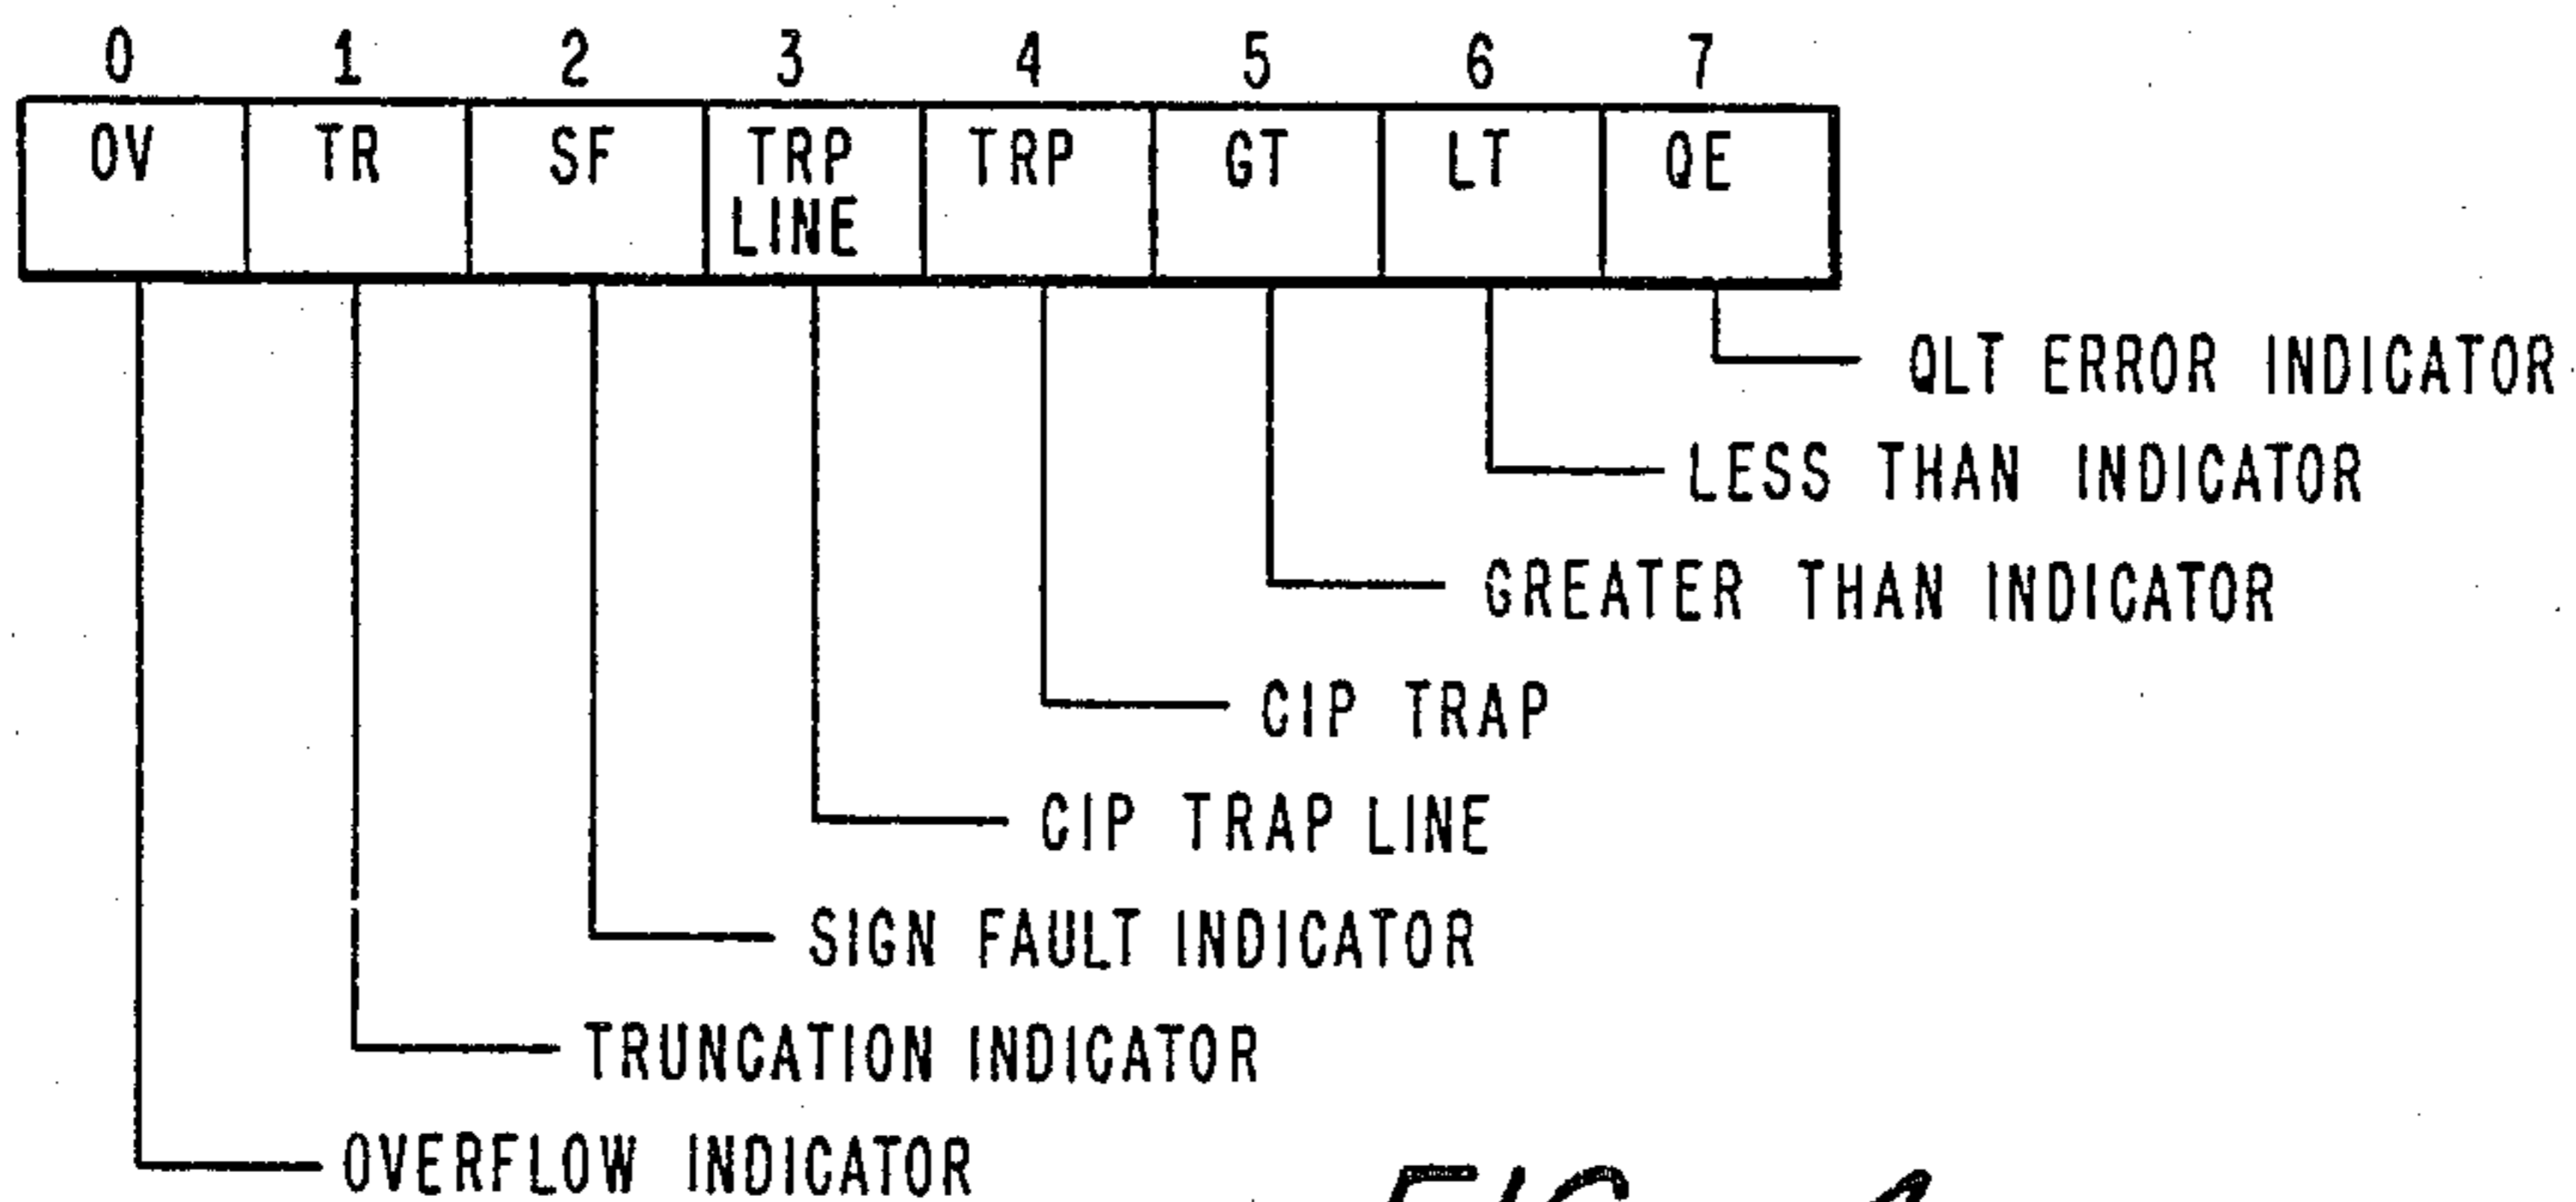 0 1 2 3 4 5 6 7
OV TR SF TRP LINE TRP GT LT QE
QLT ERROR INDICATOR
LESS THAN INDICATOR
GREATER THAN INDICATOR
CIP TRAP
CIP TRAP LINE
SIGN FAULT INDICATOR
TRUNCATION INDICATOR
OVERFLOW INDICATOR